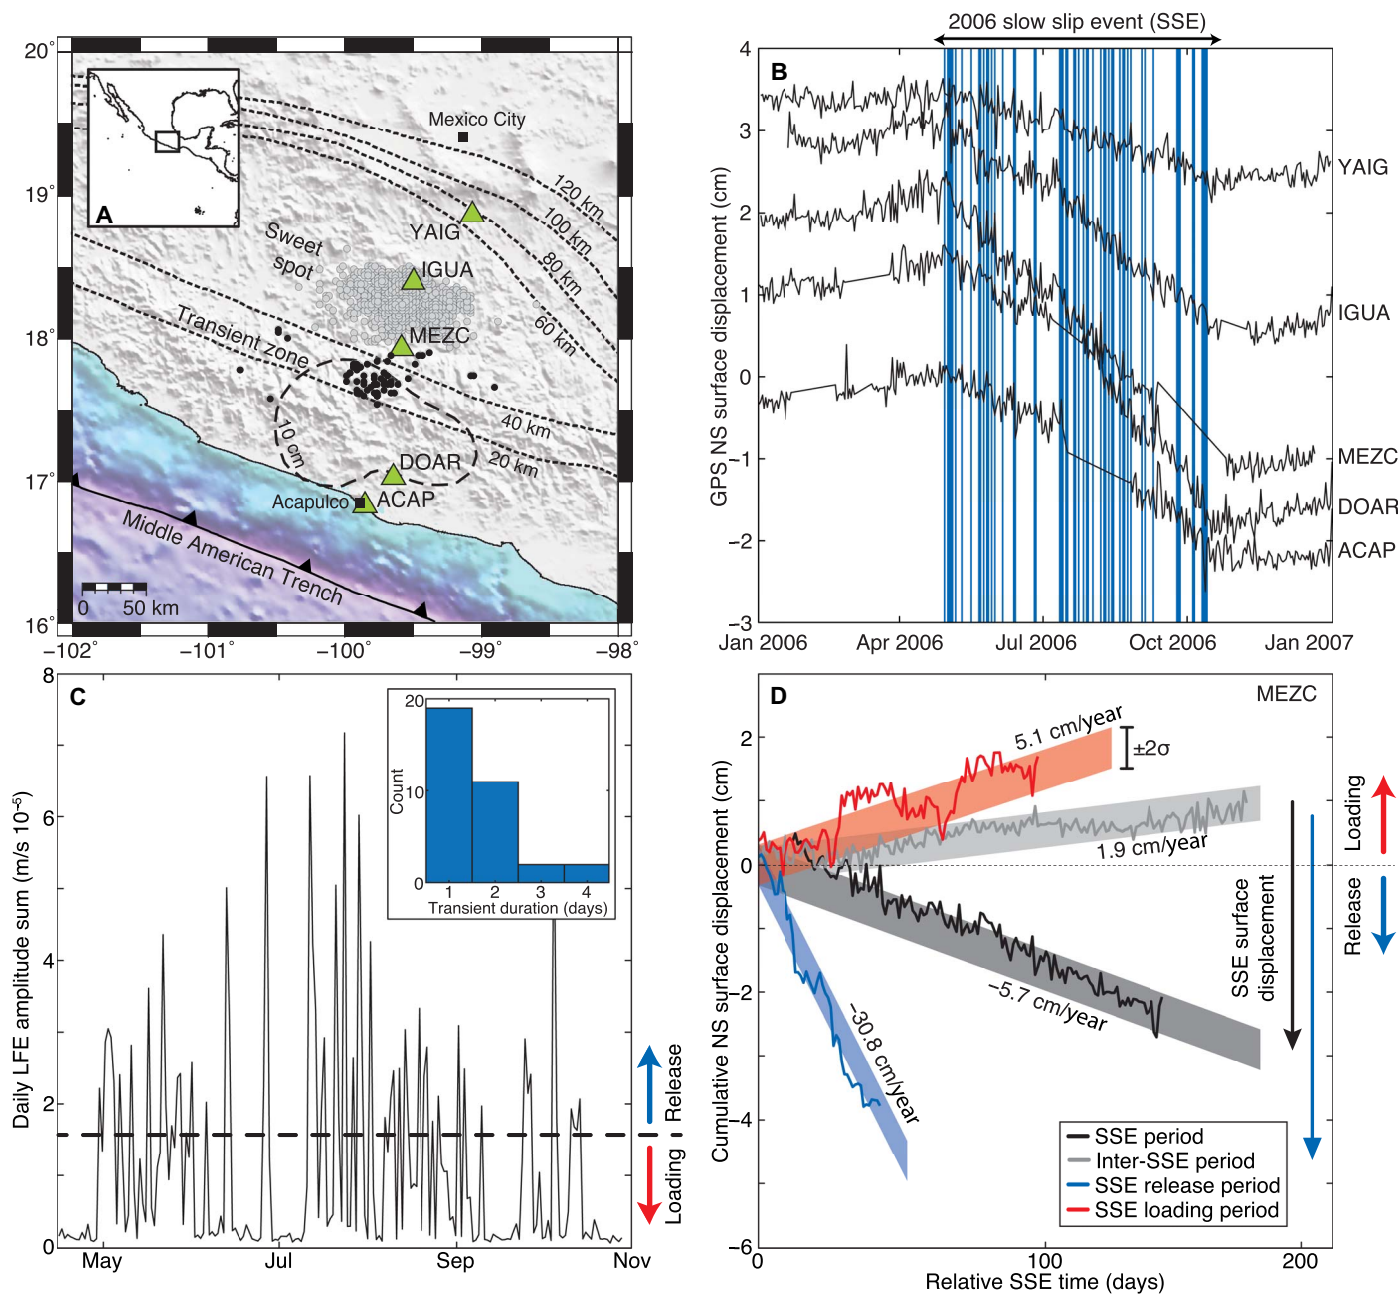 A
20°
19°
18°
17°
16°
−102°
−101°
−100°
−99°
−98°
Mexico City
120 km
100 km
80 km
60 km
40 km
20 km
YAIG
Sweet
spot
IGUA
MEZC
Transient zone
10 cm
DOAR
Acapulco
ACAP
Middle American Trench
0
50 km
2006 slow slip event (SSE)
B
GPS NS surface displacement (cm)
4
3
2
1
0
−1
−2
−3
YAIG
IGUA
MEZC
DOAR
ACAP
Jan 2006
Apr 2006
Jul 2006
Oct 2006
Jan 2007
C
Daily LFE amplitude sum (m/s 10⁻⁵)
8
6
4
2
0
May
Jul
Sep
Nov
Count
20
10
0
1
2
3
4
Transient duration (days)
Release
Loading
D
MEZC
Cumulative NS surface displacement (cm)
2
0
−2
−4
−6
5.1 cm/year
±2σ
1.9 cm/year
−5.7 cm/year
−30.8 cm/year
SSE surface
displacement
Loading
Release
SSE period
Inter-SSE period
SSE release period
SSE loading period
0
100
200
Relative SSE time (days)